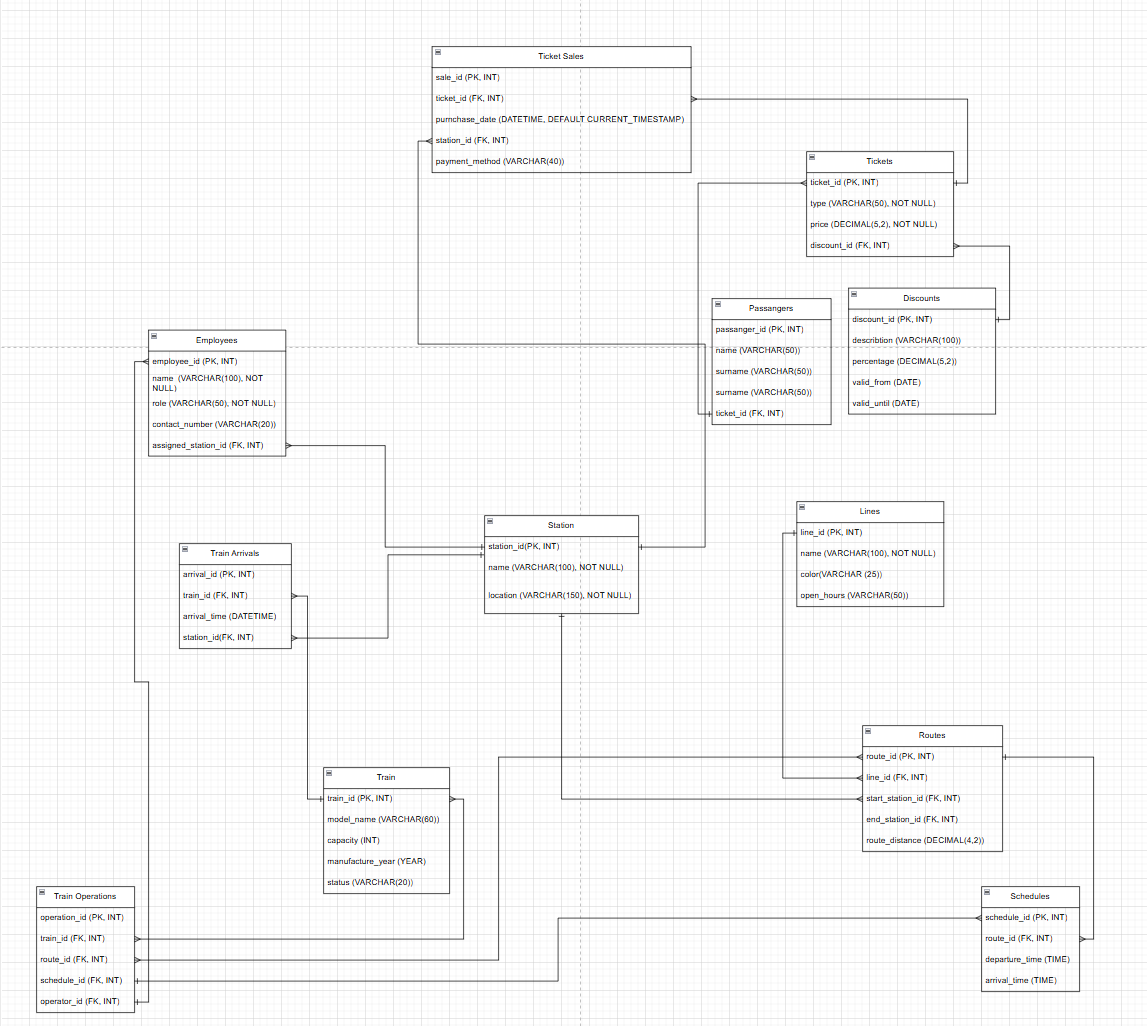 Ticket Sales
sale_id (PK, INT)
ticket_id (FK, INT)
purnchase_date (DATETIME, DEFAULT CURRENT_TIMESTAMP)
station_id (FK, INT)
payment_method (VARCHAR(40))
Tickets
ticket_id (PK, INT)
type (VARCHAR(50), NOT NULL)
price (DECIMAL(5,2), NOT NULL)
discount_id (FK, INT)
Passangers
passanger_id (PK, INT)
name (VARCHAR(50))
surname (VARCHAR(50))
surname (VARCHAR(50))
ticket_id (FK, INT)
Discounts
discount_id (PK, INT)
describtion (VARCHAR(100))
percentage (DECIMAL(5,2))
valid_from (DATE)
valid_until (DATE)
Employees
employee_id (PK, INT)
name (VARCHAR(100), NOT
NULL)
role (VARCHAR(50), NOT NULL)
contact_number (VARCHAR(20))
assigned_station_id (FK, INT)
Station
station_id(PK, INT)
name (VARCHAR(100), NOT NULL)
location (VARCHAR(150), NOT NULL)
Lines
line_id (PK, INT)
name (VARCHAR(100), NOT NULL)
color(VARCHAR (25))
open_hours (VARCHAR(50))
Train Arrivals
arrival_id (PK, INT)
train_id (FK, INT)
arrival_time (DATETIME)
station_id(FK, INT)
Routes
route_id (PK, INT)
line_id (FK, INT)
start_station_id (FK, INT)
end_station_id (FK, INT)
route_distance (DECIMAL(4,2))
Train
train_id (PK, INT)
model_name (VARCHAR(60))
capacity (INT)
manufacture_year (YEAR)
status (VARCHAR(20))
Train Operations
operation_id (PK, INT)
train_id (FK, INT)
route_id (FK, INT)
schedule_id (FK, INT)
operator_id (FK, INT)
Schedules
schedule_id (PK, INT)
route_id (FK, INT)
departure_time (TIME)
arrival_time (TIME)